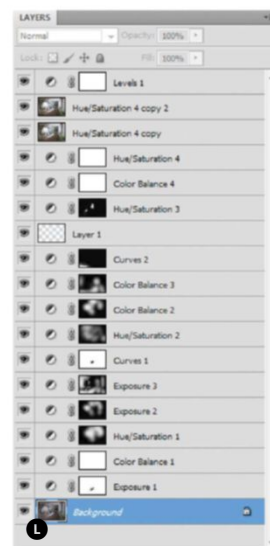 LAYERS
Normal Opacity: 100%
Lock: Fill: 100%
Levels 1
Hue/Saturation 4 copy 2
Hue/Saturation 4 copy
Hue/Saturation 4
Color Balance 4
Hue/Saturation 3
Layer 1
Curves 2
Color Balance 3
Color Balance 2
Hue/Saturation 2
Curves 1
Exposure 3
Exposure 2
Hue/Saturation 1
Color Balance 1
Exposure 1
Background
L